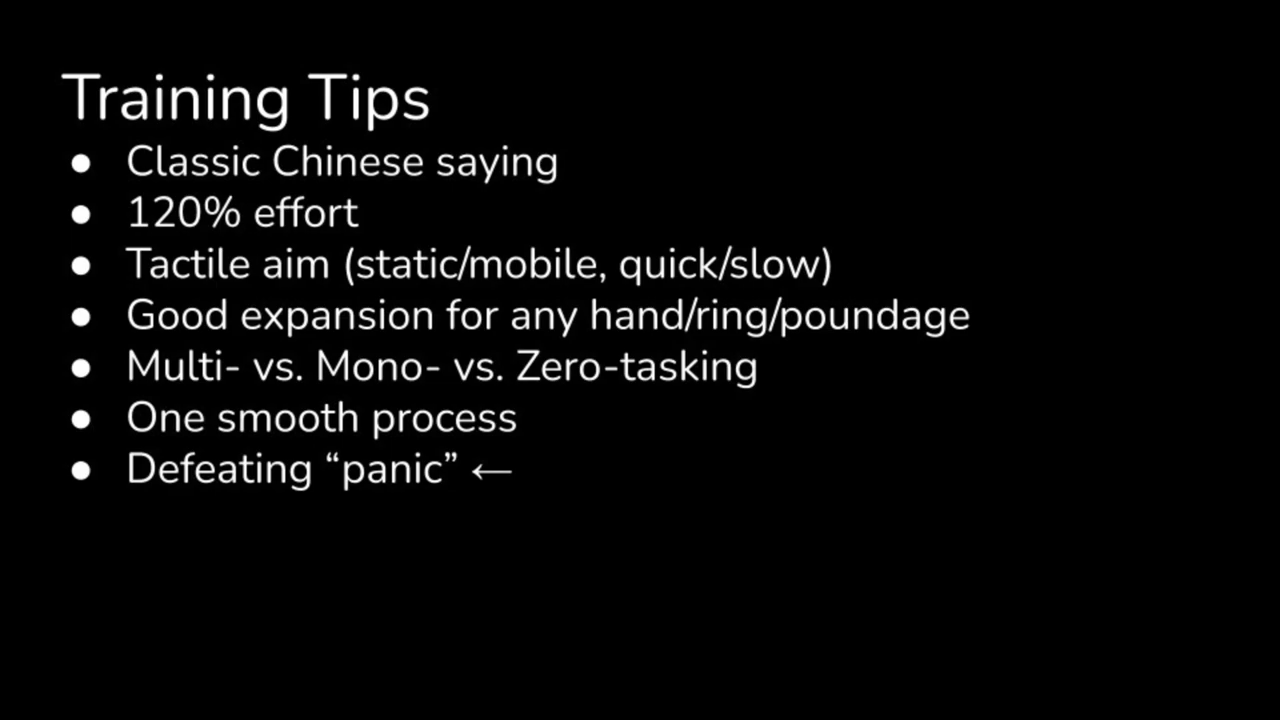 Training Tips
● Classic Chinese saying
● 120% effort
● Tactile aim (static/mobile, quick/slow)
● Good expansion for any hand/ring/poundage
● Multi- vs. Mono- vs. Zero-tasking
● One smooth process
● Defeating “panic” ←